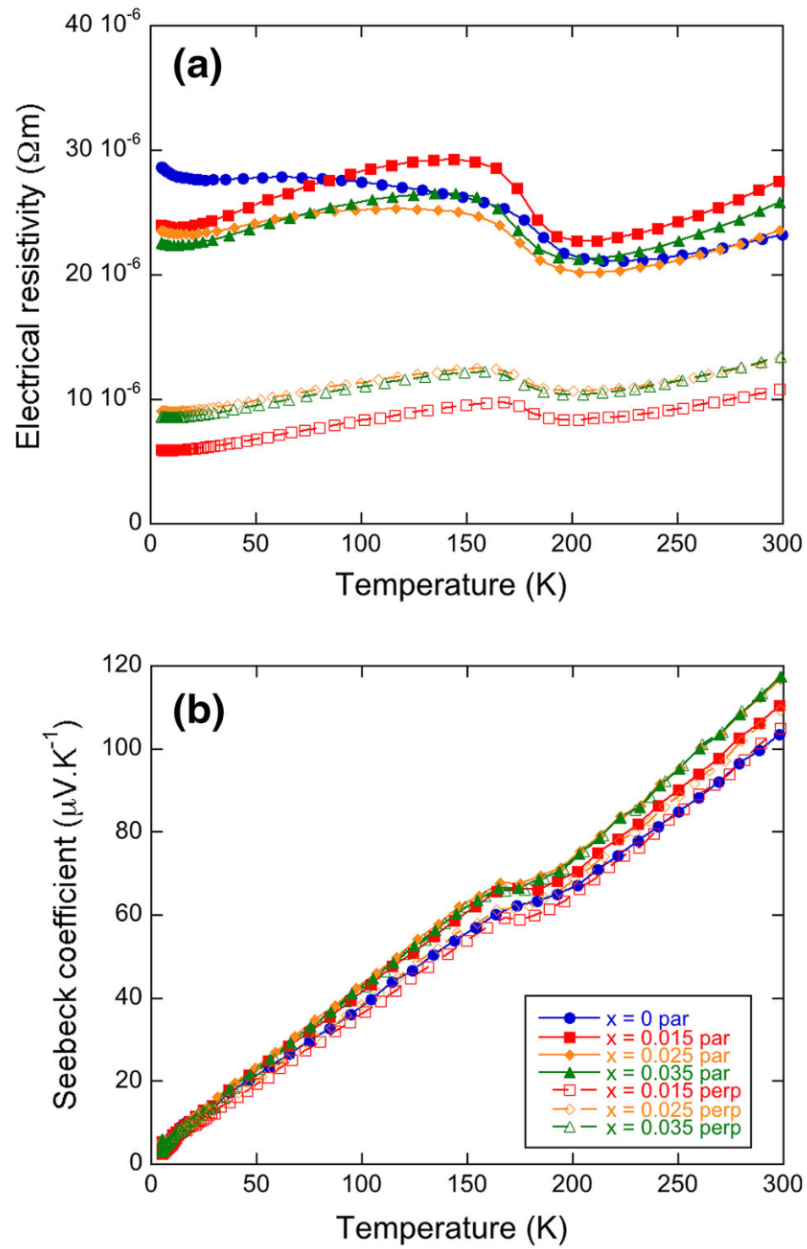 (a)
Electrical resistivity (Ωm)
40 10⁻⁶
30 10⁻⁶
20 10⁻⁶
10 10⁻⁶
0
0 50 100 150 200 250 300
Temperature (K)
(b)
Seebeck coefficient (μV.K⁻¹)
120
100
80
60
40
20
0
x = 0 par
x = 0.015 par
x = 0.025 par
x = 0.035 par
x = 0.015 perp
x = 0.025 perp
x = 0.035 perp
0 50 100 150 200 250 300
Temperature (K)